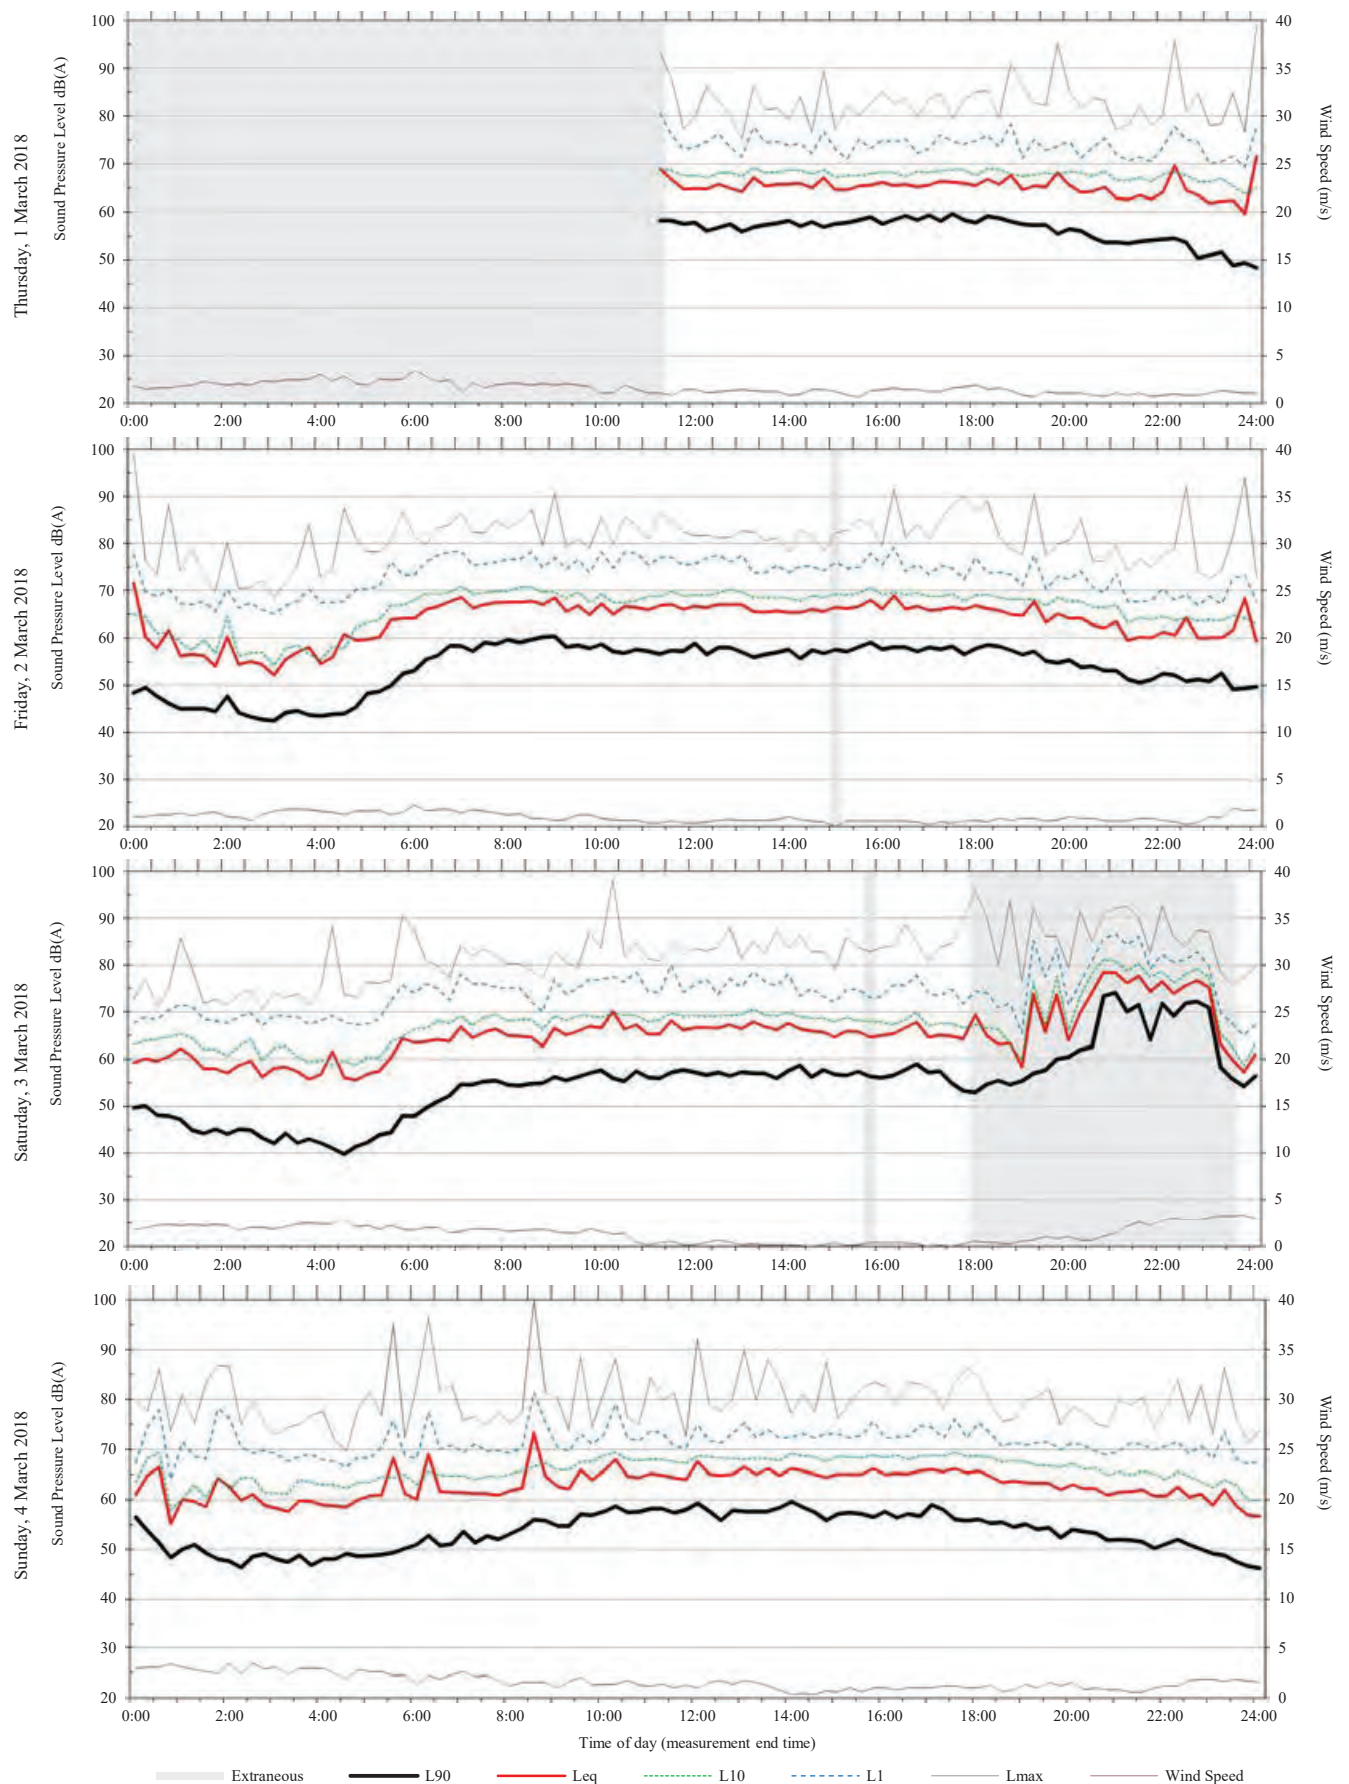 Thursday, 1 March 2018
Sound Pressure Level dB(A)
100 90 80 70 60 50 40 30 20
40 35 30 25 20 15 10 5 0
Wind Speed (m/s)
0:00 2:00 4:00 6:00 8:00 10:00 12:00 14:00 16:00 18:00 20:00 22:00 24:00
Friday, 2 March 2018
Sound Pressure Level dB(A)
100 90 80 70 60 50 40 30 20
40 35 30 25 20 15 10 5 0
Wind Speed (m/s)
0:00 2:00 4:00 6:00 8:00 10:00 12:00 14:00 16:00 18:00 20:00 22:00 24:00
Saturday, 3 March 2018
Sound Pressure Level dB(A)
100 90 80 70 60 50 40 30 20
40 35 30 25 20 15 10 5 0
Wind Speed (m/s)
0:00 2:00 4:00 6:00 8:00 10:00 12:00 14:00 16:00 18:00 20:00 22:00 24:00
Sunday, 4 March 2018
Sound Pressure Level dB(A)
100 90 80 70 60 50 40 30 20
40 35 30 25 20 15 10 5 0
Wind Speed (m/s)
0:00 2:00 4:00 6:00 8:00 10:00 12:00 14:00 16:00 18:00 20:00 22:00 24:00
Time of day (measurement end time)
Extraneous L90 Leq L10 L1 Lmax Wind Speed